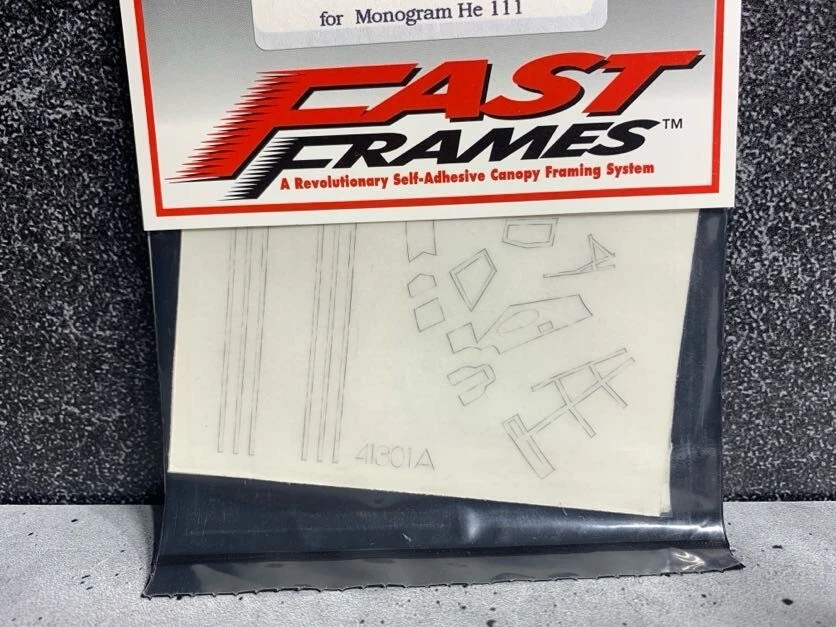 for Monogram He 111
FAST
FRAMES™
A Revolutionary Self-Adhesive Canopy Framing System
41301A